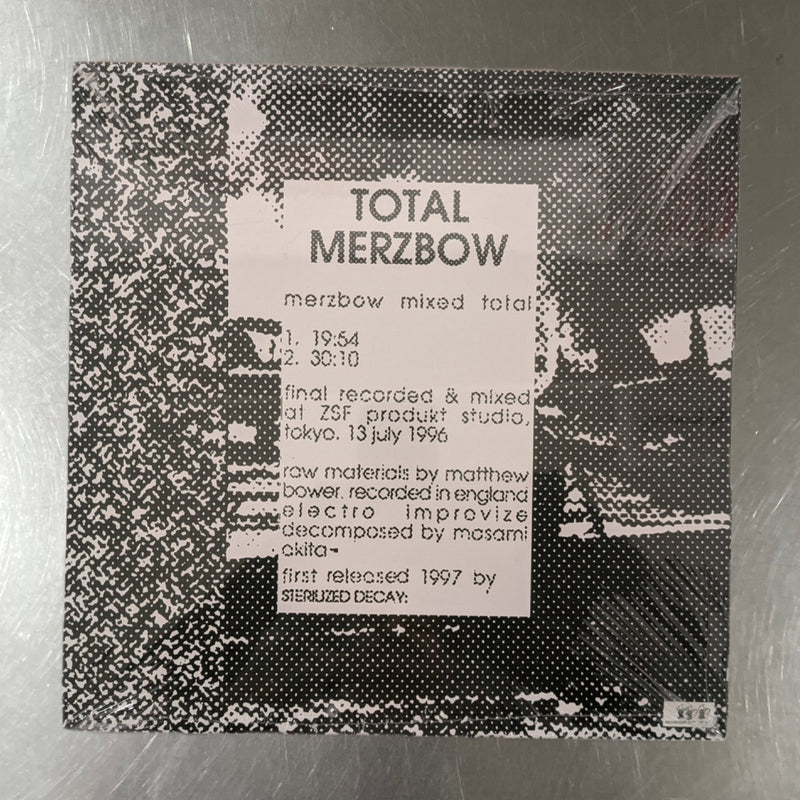 TOTAL
MERZBOW
merzbow mixed total
1. 19:54
2. 30:10
final recorded & mixed
at ZSF produkt studio,
tokyo. 13 july 1996
raw materials by matthew
bower. recorded in england
electro improvize
decomposed by masami
akita-
first released 1997 by
STERILIZED DECAY: